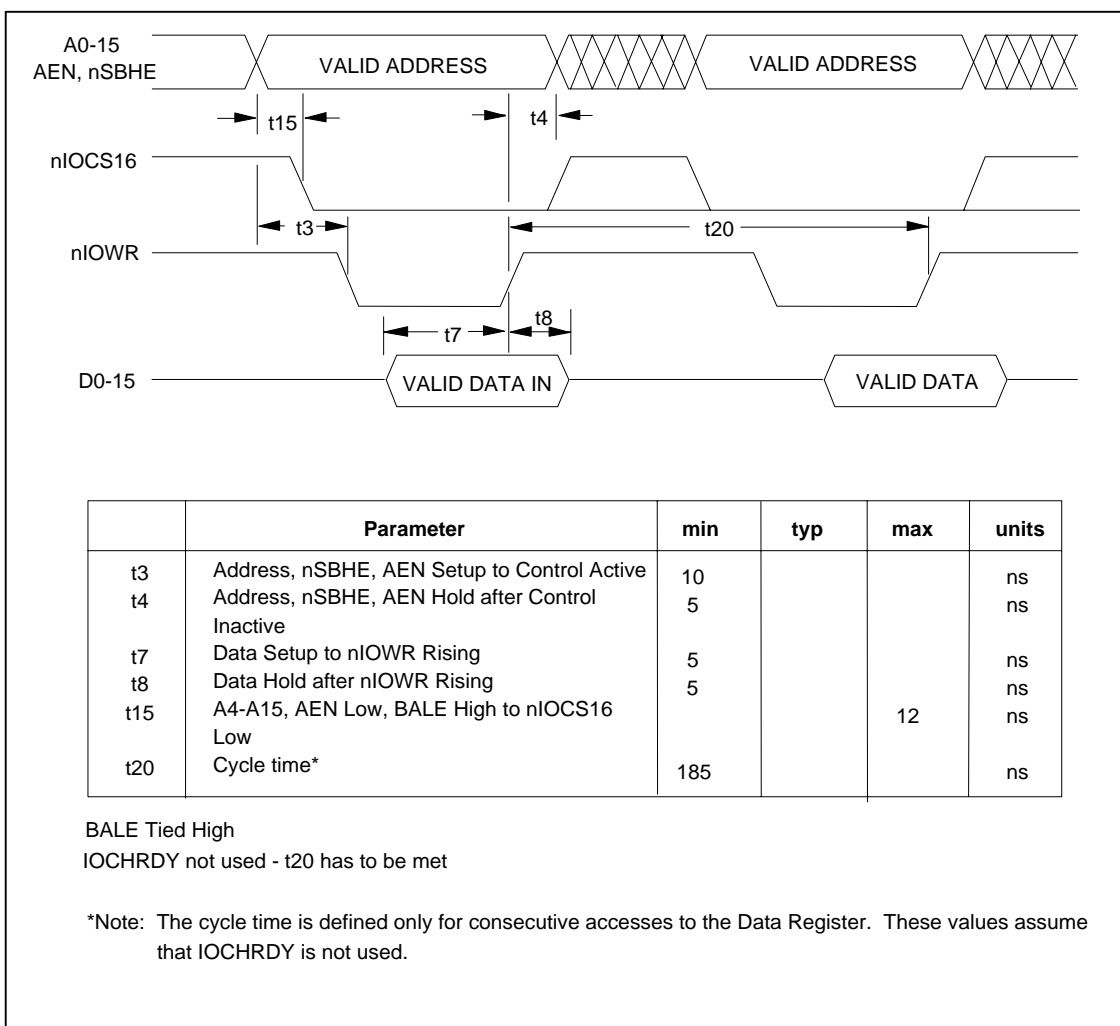 A0-15
AEN, nSBHE
VALID ADDRESS
VALID ADDRESS
t15
t4
nIOCS16
t3
t20
nIOWR
t7
t8
D0-15
VALID DATA IN
VALID DATA
Parameter min typ max units
t3 Address, nSBHE, AEN Setup to Control Active 10 ns
t4 Address, nSBHE, AEN Hold after Control 5 ns
Inactive
t7 Data Setup to nIOWR Rising 5 ns
t8 Data Hold after nIOWR Rising 5 ns
t15 A4-A15, AEN Low, BALE High to nIOCS16 12 ns
Low
t20 Cycle time* 185 ns
BALE Tied High
IOCHRDY not used - t20 has to be met
*Note: The cycle time is defined only for consecutive accesses to the Data Register. These values assume
that IOCHRDY is not used.